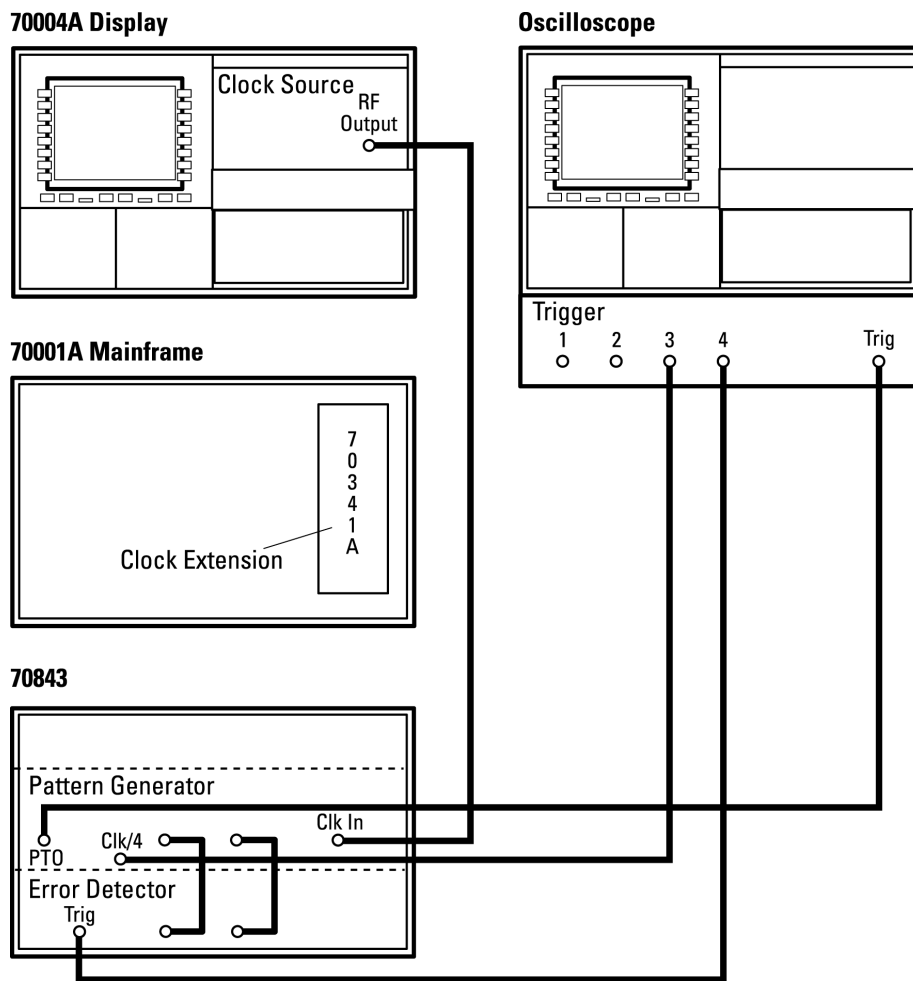 70004A Display
Clock Source
RF
Output
Oscilloscope
Trigger
1 2 3 4 Trig
70001A Mainframe
7
0
3
4
1
A
Clock Extension
70843
Pattern Generator
PTO
Clk/4
Clk In
Error Detector
Trig